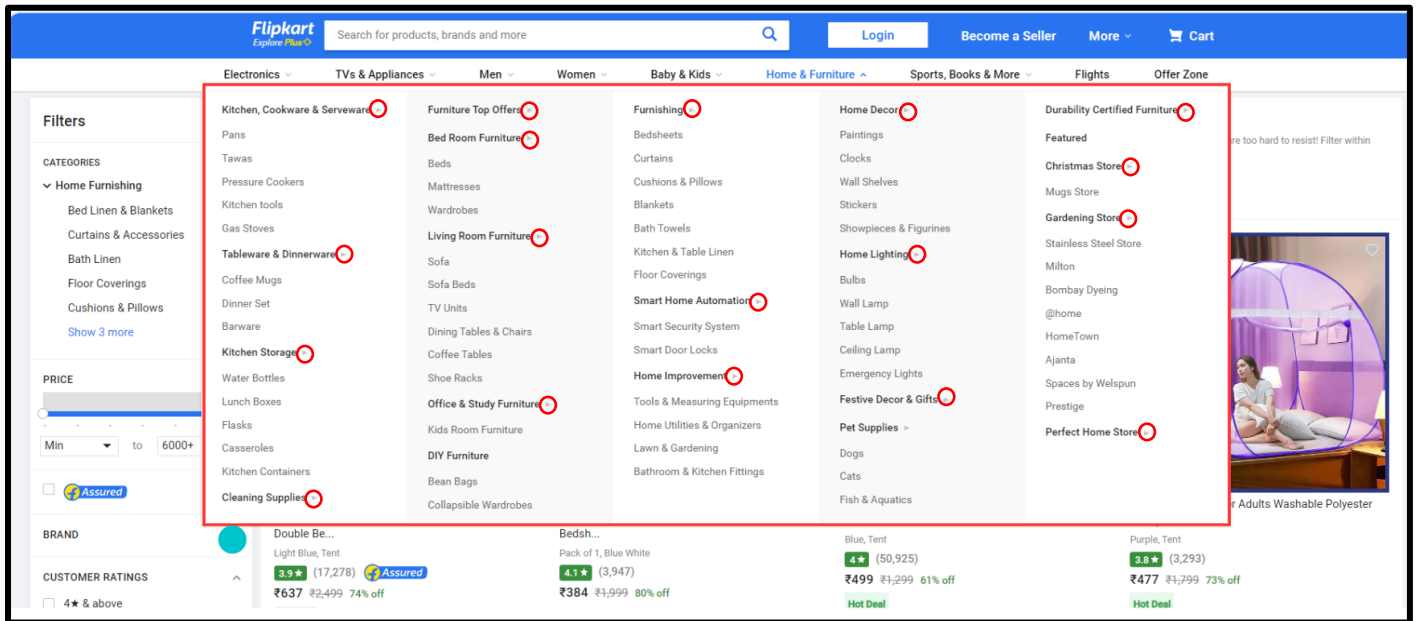 Flipkart
Explore Plus
Search for products, brands and more
Login
Become a Seller
More
Cart
Electronics
TVs & Appliances
Men
Women
Baby & Kids
Home & Furniture
Sports, Books & More
Flights
Offer Zone
Filters
CATEGORIES
Home Furnishing
Bed Linen & Blankets
Curtains & Accessories
Bath Linen
Floor Coverings
Cushions & Pillows
Show 3 more
PRICE
Min
to
6000+
Assured
BRAND
CUSTOMER RATINGS
4★ & above
Kitchen, Cookware & Serveware
Pans
Tawas
Pressure Cookers
Kitchen tools
Gas Stoves
Tableware & Dinnerware
Coffee Mugs
Dinner Set
Barware
Kitchen Storage
Water Bottles
Lunch Boxes
Flasks
Casseroles
Kitchen Containers
Cleaning Supplies
Furniture Top Offers
Bed Room Furniture
Beds
Mattresses
Wardrobes
Living Room Furniture
Sofa
Sofa Beds
TV Units
Dining Tables & Chairs
Coffee Tables
Shoe Racks
Office & Study Furniture
Kids Room Furniture
DIY Furniture
Bean Bags
Collapsible Wardrobes
Furnishing
Bedsheets
Curtains
Cushions & Pillows
Blankets
Bath Towels
Kitchen & Table Linen
Floor Coverings
Smart Home Automation
Smart Security System
Smart Door Locks
Home Improvement
Tools & Measuring Equipments
Home Utilities & Organizers
Lawn & Gardening
Bathroom & Kitchen Fittings
Home Decor
Paintings
Clocks
Wall Shelves
Stickers
Showpieces & Figurines
Home Lighting
Bulbs
Wall Lamp
Table Lamp
Ceiling Lamp
Emergency Lights
Festive Decor & Gifts
Pet Supplies
Dogs
Cats
Fish & Aquatics
Durability Certified Furniture
Featured
Christmas Store
Mugs Store
Gardening Store
Stainless Steel Store
Milton
Bombay Dyeing
@home
HomeTown
Ajanta
Spaces by Welspun
Prestige
Perfect Home Store
re too hard to resist! Filter within
Double Be...
Light Blue, Tent
3.9★ (17,278) Assured
₹637 ₹2,499 74% off
Bedsh...
Pack of 1, Blue White
4.1★ (3,947)
₹384 ₹1,999 80% off
Blue, Tent
4★ (50,925)
₹499 ₹1,299 61% off
Hot Deal
r Adults Washable Polyester
Purple, Tent
3.8★ (3,293)
₹477 ₹1,799 73% off
Hot Deal